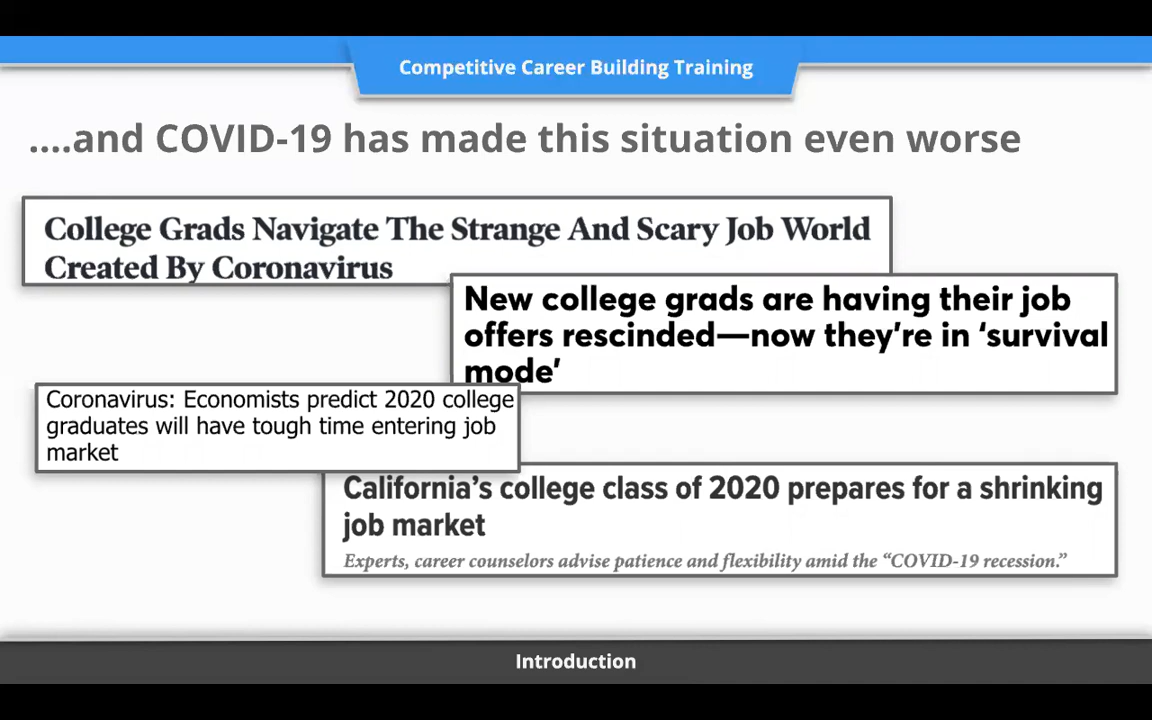 Competitive Career Building Training
....and COVID-19 has made this situation even worse
College Grads Navigate The Strange And Scary Job World
Created By Coronavirus
New college grads are having their job
offers rescinded—now they’re in ‘survival
mode’
Coronavirus: Economists predict 2020 college
graduates will have tough time entering job
market
California’s college class of 2020 prepares for a shrinking
job market
Experts, career counselors advise patience and flexibility amid the “COVID-19 recession.”
Introduction